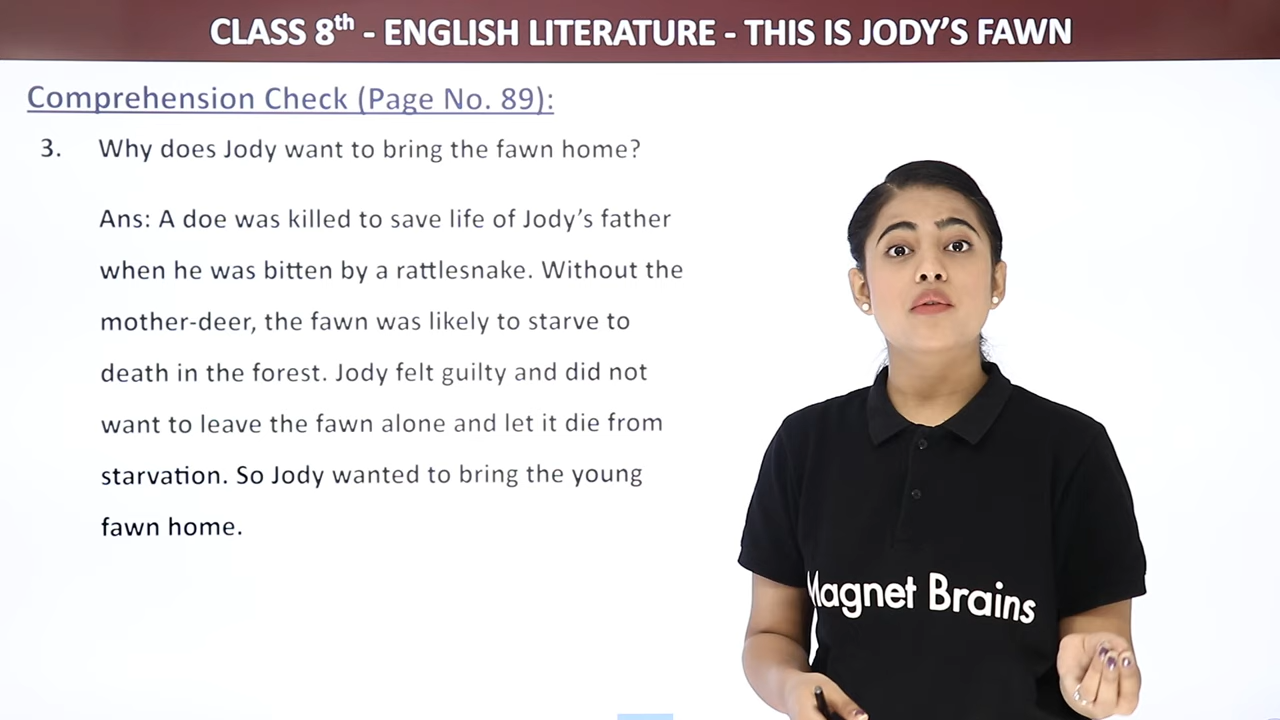 CLASS 8th - ENGLISH LITERATURE - THIS IS JODY’S FAWN
Comprehension Check (Page No. 89):
3. Why does Jody want to bring the fawn home?
Ans: A doe was killed to save life of Jody’s father
when he was bitten by a rattlesnake. Without the
mother-deer, the fawn was likely to starve to
death in the forest. Jody felt guilty and did not
want to leave the fawn alone and let it die from
starvation. So Jody wanted to bring the young
fawn home.
Magnet Brains